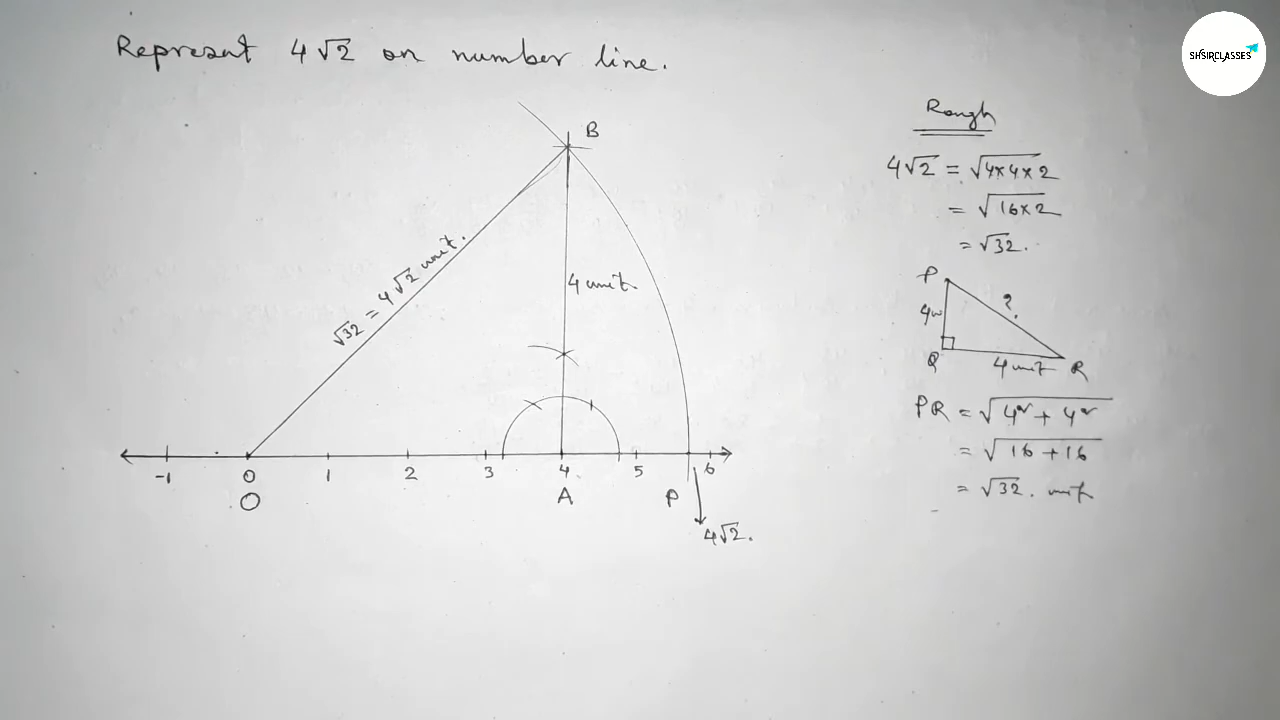 Represent 4√2 on number line.
SHSIRCLASSES
B
√32 = 4√2 unit.
4 unit.
-1 0 1 2 3 4 5 6
O A P
4√2.
Rough
4√2 = √4×4×2
= √16×2
= √32.
P
?
4u
Q 4 unit R
PR = √4² + 4²
= √16 + 16
= √32. unit